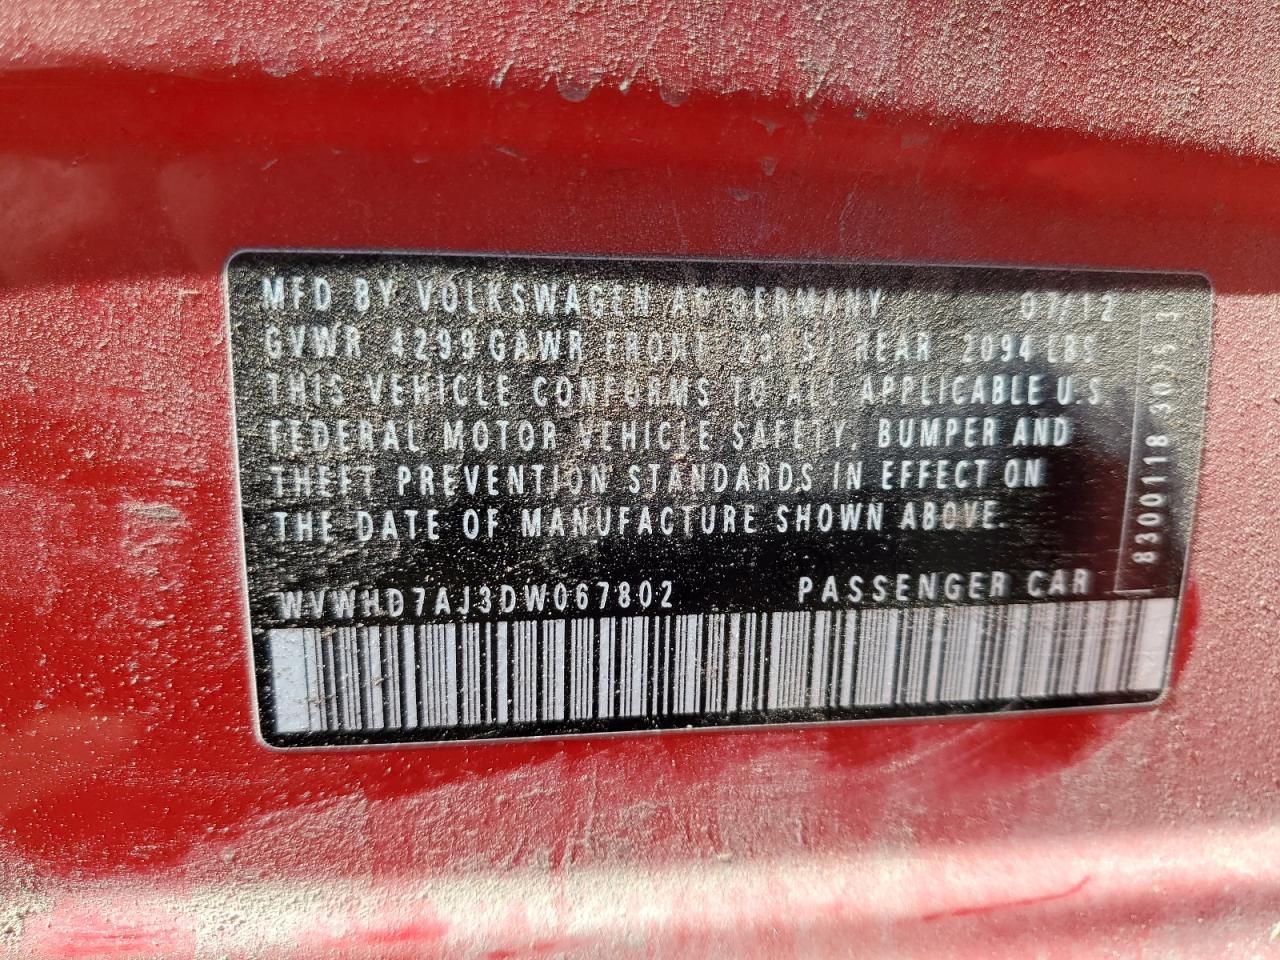 MFD BY VOLKSWAGEN AG GERMANY 07/12
GVWR 4299 GAWR FRONT REAR 2094 LBS
THIS VEHICLE CONFORMS TO ALL APPLICABLE U.S.
FEDERAL MOTOR VEHICLE SAFETY, BUMPER AND
THEFT PREVENTION STANDARDS IN EFFECT ON
THE DATE OF MANUFACTURE SHOWN ABOVE.
WVWHD7AJ3DW067802 PASSENGER CAR
8300118